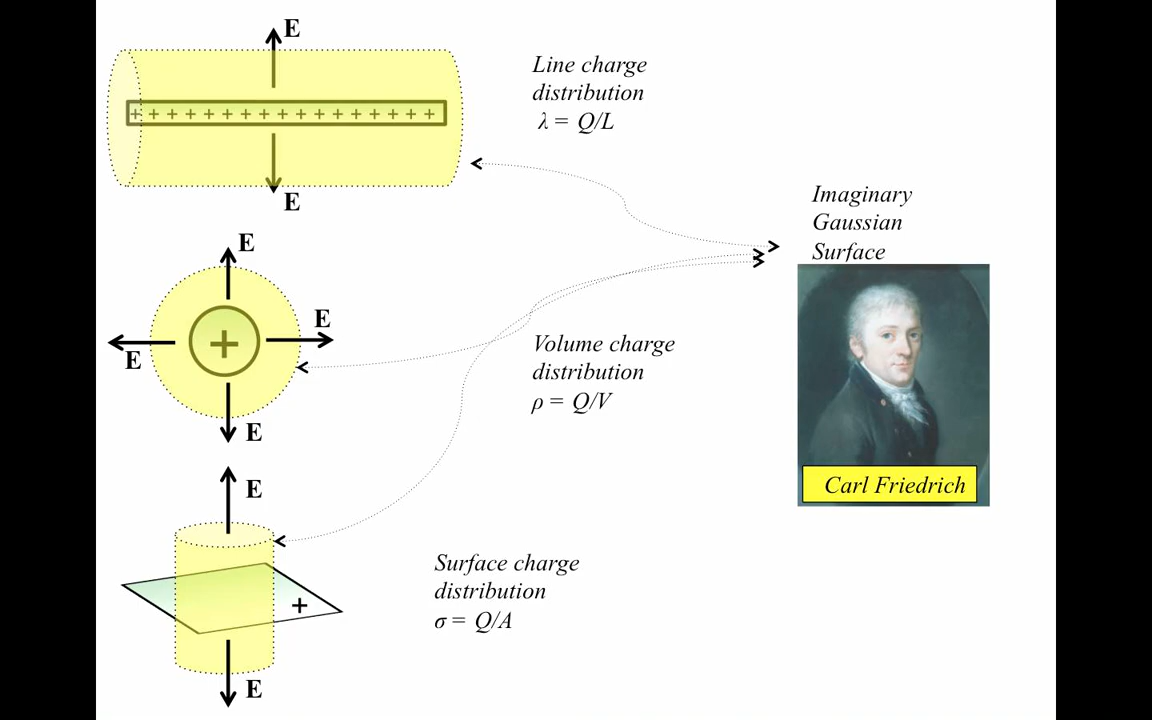 E
Line charge
distribution
λ = Q/L
+ + + + + + + + + + + + + + + + +
E
Imaginary
Gaussian
Surface
E
E
+
E
Volume charge
distribution
ρ = Q/V
E
Carl Friedrich
E
Surface charge
distribution
σ = Q/A
+
E